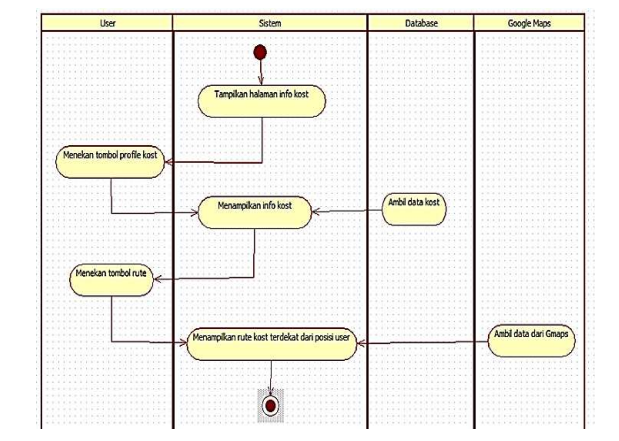 User
Sistem
Database
Google Maps
Tampilkan halaman info kost
Menekan tombol profile kost
Menampilkan info kost
Ambil data kost
Menekan tombol rute
Menampilkan rute kost terdekat dari posisi user
Ambil data dari Gmaps